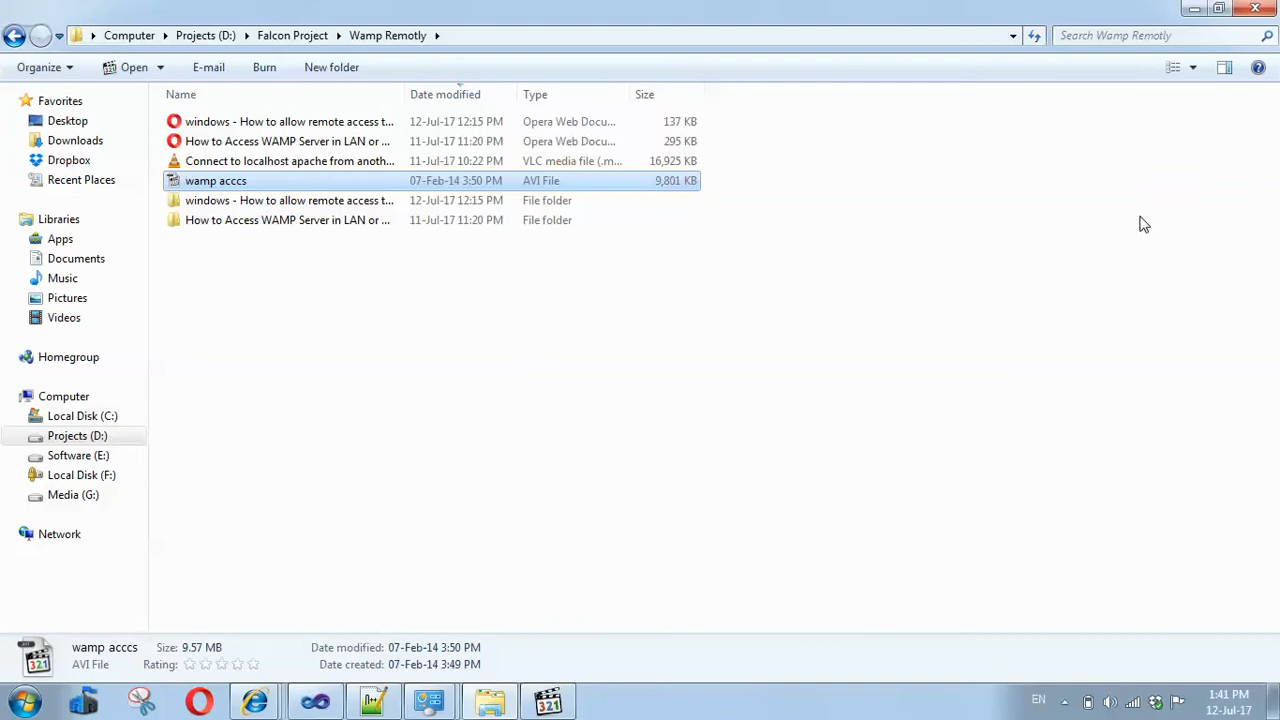 Computer Projects (D:) Falcon Project Wamp Remotly Search Wamp Remotly
Organize Open E-mail Burn New folder
Name Date modified Type Size
Favorites
Desktop
Downloads
Dropbox
Recent Places
Libraries
Apps
Documents
Music
Pictures
Videos
Homegroup
Computer
Local Disk (C:)
Projects (D:)
Software (E:)
Local Disk (F:)
Media (G:)
Network
windows - How to allow remote access t... 12-Jul-17 12:15 PM Opera Web Docu... 137 KB
How to Access WAMP Server in LAN or ... 11-Jul-17 11:20 PM Opera Web Docu... 295 KB
Connect to localhost apache from anoth... 11-Jul-17 10:22 PM VLC media file (.m... 16,925 KB
wamp acccs 07-Feb-14 3:50 PM AVI File 9,801 KB
windows - How to allow remote access t... 12-Jul-17 12:15 PM File folder
How to Access WAMP Server in LAN or ... 11-Jul-17 11:20 PM File folder
wamp acccs Size: 9.57 MB Date modified: 07-Feb-14 3:50 PM
AVI File Rating: Date created: 07-Feb-14 3:49 PM
321
321
EN
1:41 PM
12-Jul-17